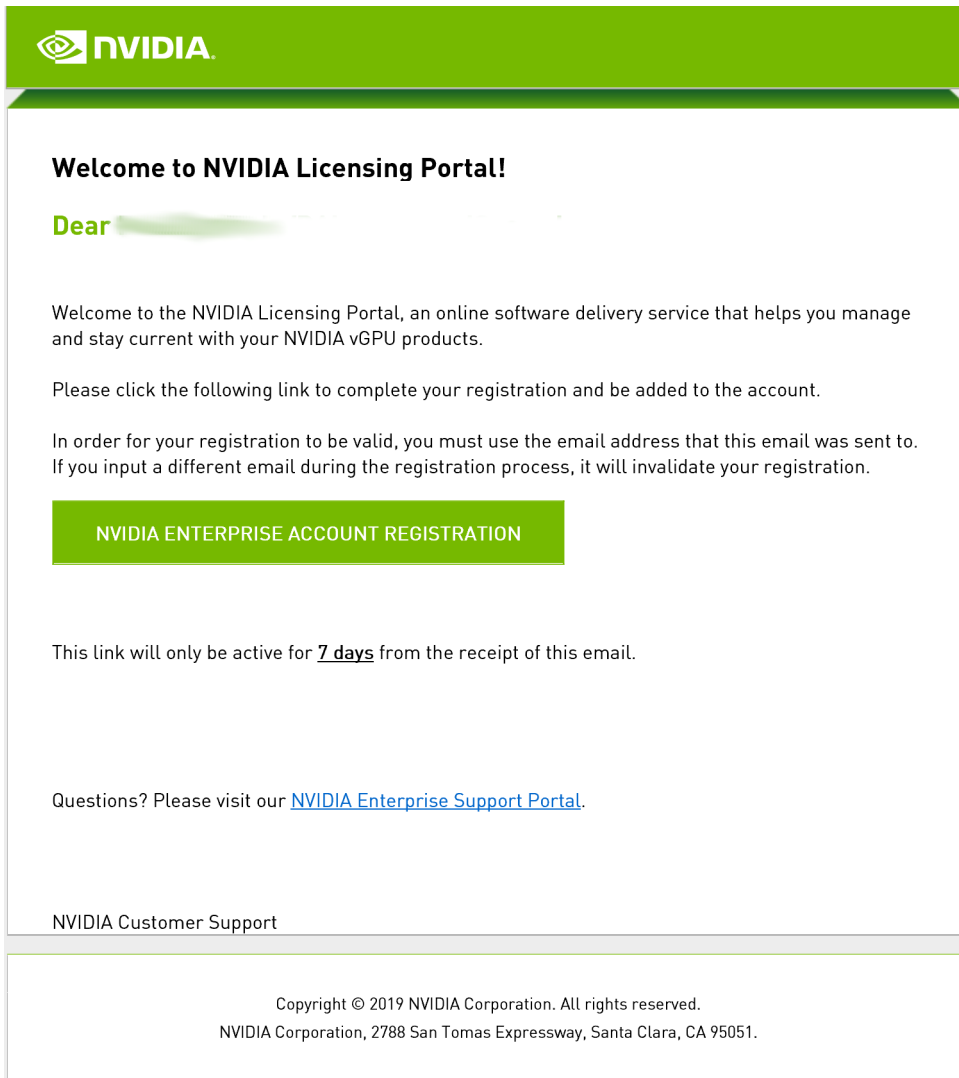 NVIDIA.
Welcome to NVIDIA Licensing Portal!
Dear
Welcome to the NVIDIA Licensing Portal, an online software delivery service that helps you manage
and stay current with your NVIDIA vGPU products.
Please click the following link to complete your registration and be added to the account.
In order for your registration to be valid, you must use the email address that this email was sent to.
If you input a different email during the registration process, it will invalidate your registration.
NVIDIA ENTERPRISE ACCOUNT REGISTRATION
This link will only be active for 7 days from the receipt of this email.
Questions? Please visit our NVIDIA Enterprise Support Portal.
NVIDIA Customer Support
Copyright © 2019 NVIDIA Corporation. All rights reserved.
NVIDIA Corporation, 2788 San Tomas Expressway, Santa Clara, CA 95051.